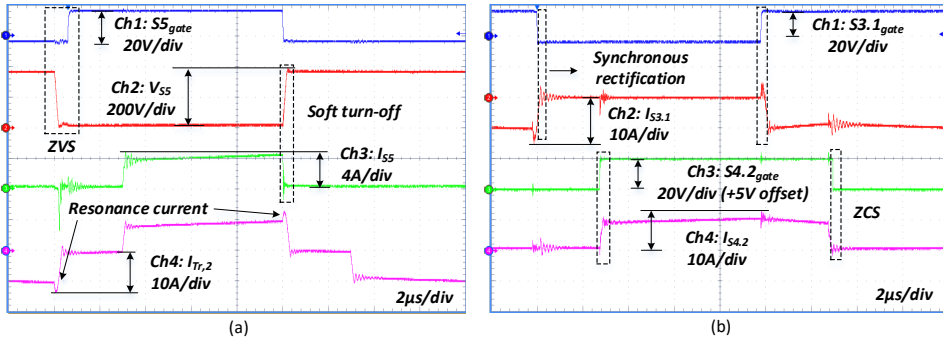 Ch1: S5gate
20V/div
Ch2: VS5
200V/div
Soft turn-off
ZVS
Ch3: IS5
4A/div
Resonance current
Ch4: ITr,2
10A/div
2µs/div
(a)
Ch1: S3.1gate
20V/div
Synchronous
rectification
Ch2: IS3.1
10A/div
Ch3: S4.2gate
20V/div (+5V offset)
ZCS
Ch4: IS4.2
10A/div
2µs/div
(b)